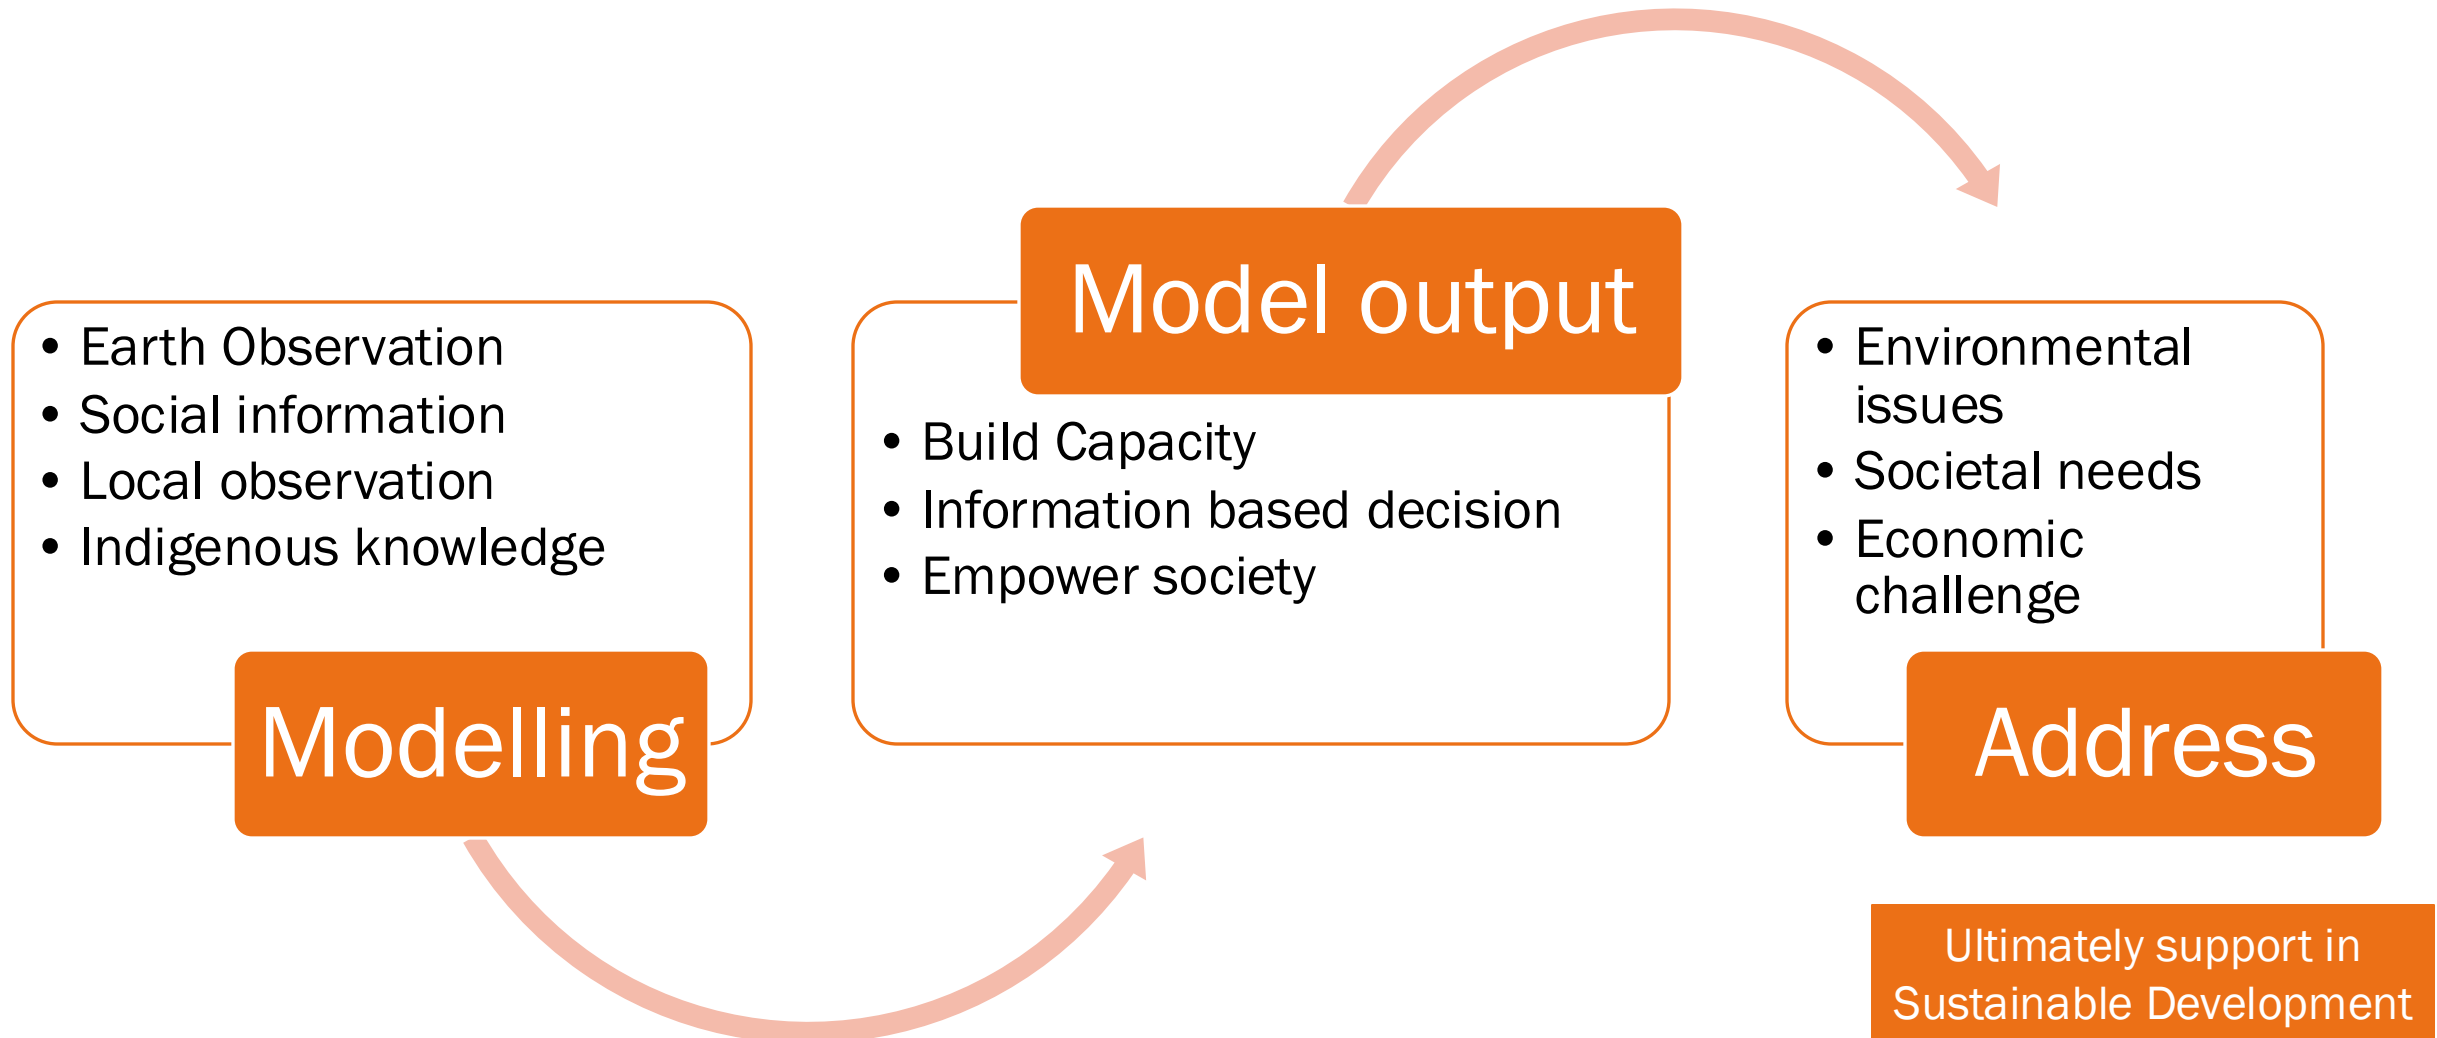 • Earth Observation
• Social information
• Local observation
• Indigenous knowledge
Modelling
Model output
• Build Capacity
• Information based decision
• Empower society
• Environmental
issues
• Societal needs
• Economic
challenge
Address
Ultimately support in
Sustainable Development